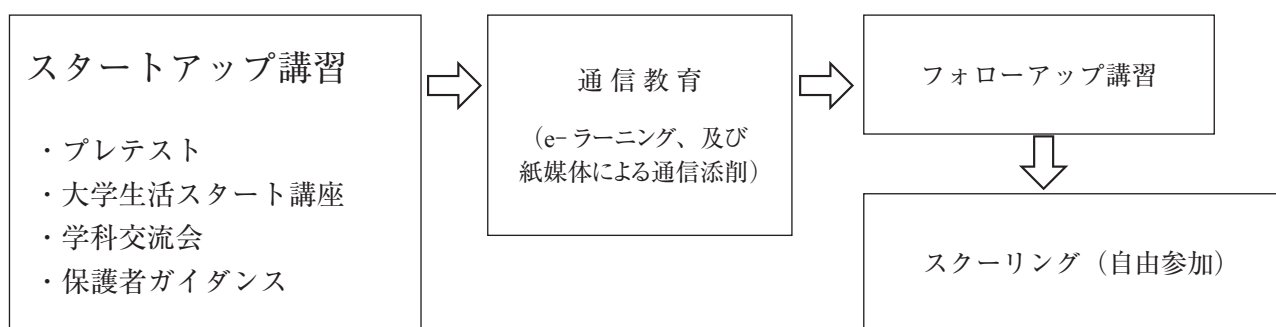 スタートアップ講習
・プレテスト
・大学生活スタート講座
・学科交流会
・保護者ガイダンス
通信教育
（e-ラーニング、及び
紙媒体による通信添削）
フォローアップ講習
スクーリング（自由参加）